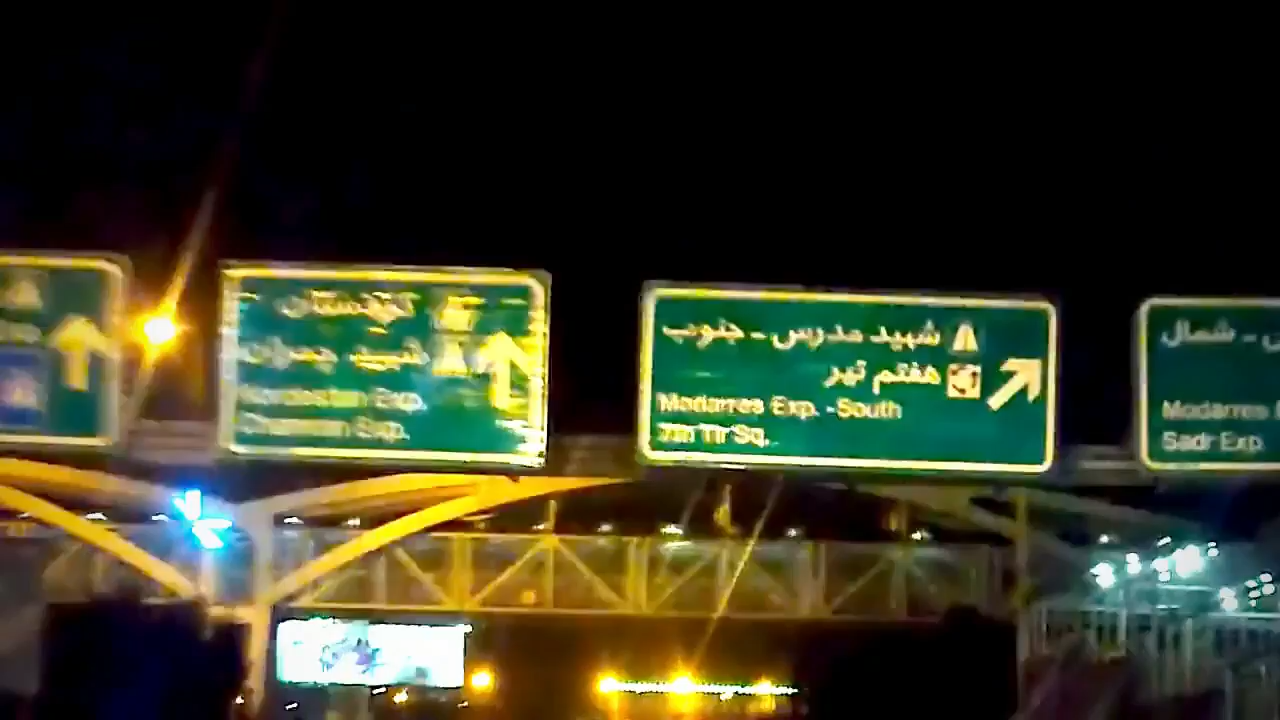 کردستان
شهید چمران
Kordestan Exp.
Chamran Exp.
شهید مدرس - جنوب
هفتم تیر
Modarres Exp. - South
7th Tir Sq.
- شمال
Modarres
Sadr Exp.